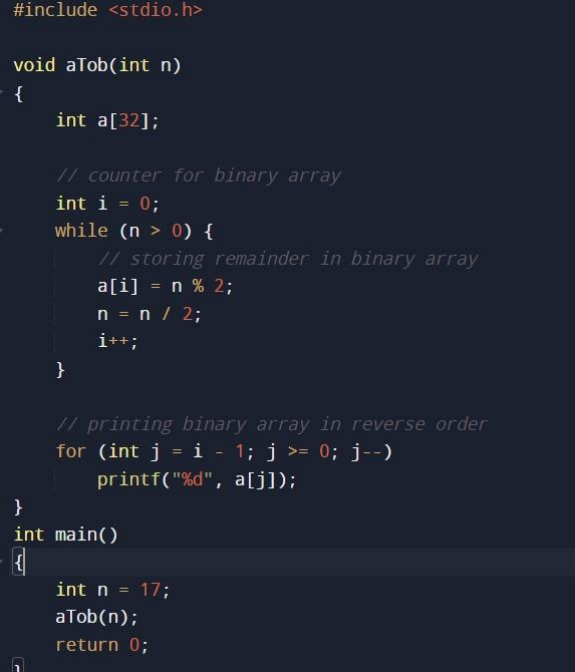 #include <stdio.h>
void aTob(int n)
{
int a[32];
// counter for binary array
int i = 0;
while (n > 0) {
// storing remainder in binary array
a[i] = n % 2;
n = n / 2;
i++;
}
// printing binary array in reverse order
for (int j = i - 1; j >= 0; j--)
printf("%d", a[j]);
}
int main()
{
int n = 17;
aTob(n);
return 0;
}